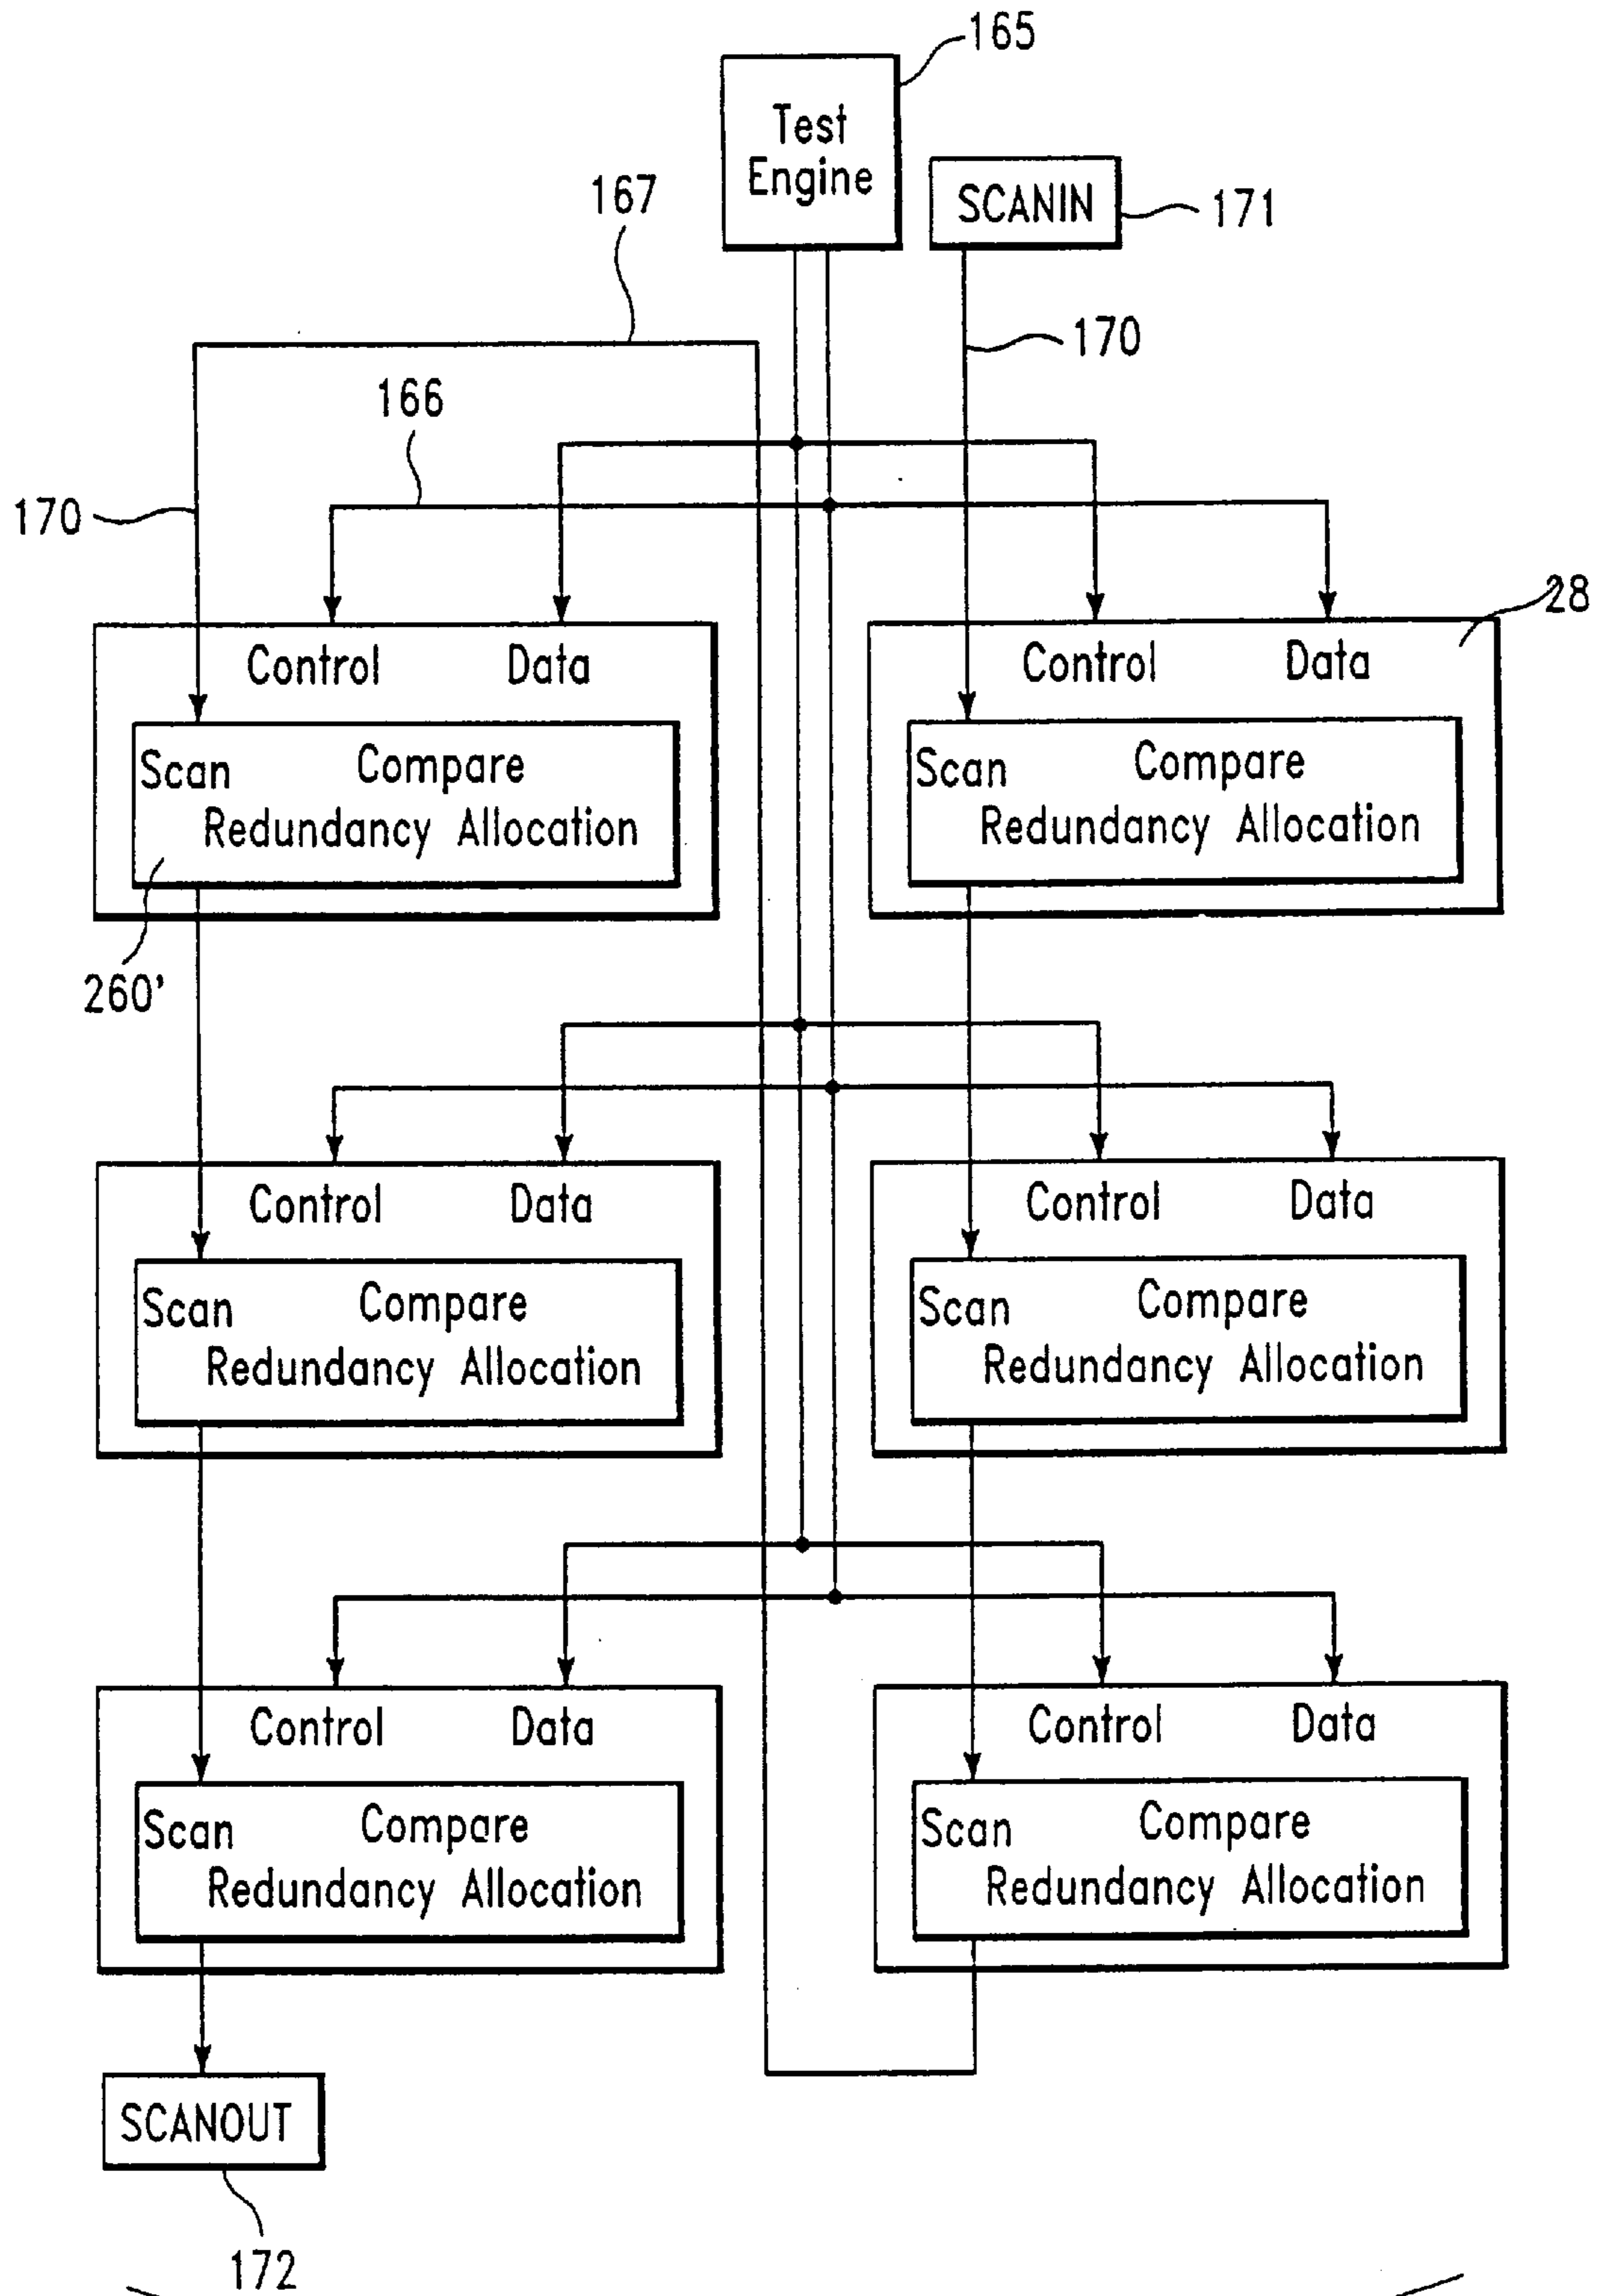 165
Test
Engine
SCANIN
171
167
170
166
170
28
Control Data
Control Data
Scan Compare
Redundancy Allocation
Scan Compare
Redundancy Allocation
260'
Control Data
Control Data
Scan Compare
Redundancy Allocation
Scan Compare
Redundancy Allocation
Control Data
Control Data
Scan Compare
Redundancy Allocation
Scan Compare
Redundancy Allocation
SCANOUT
172